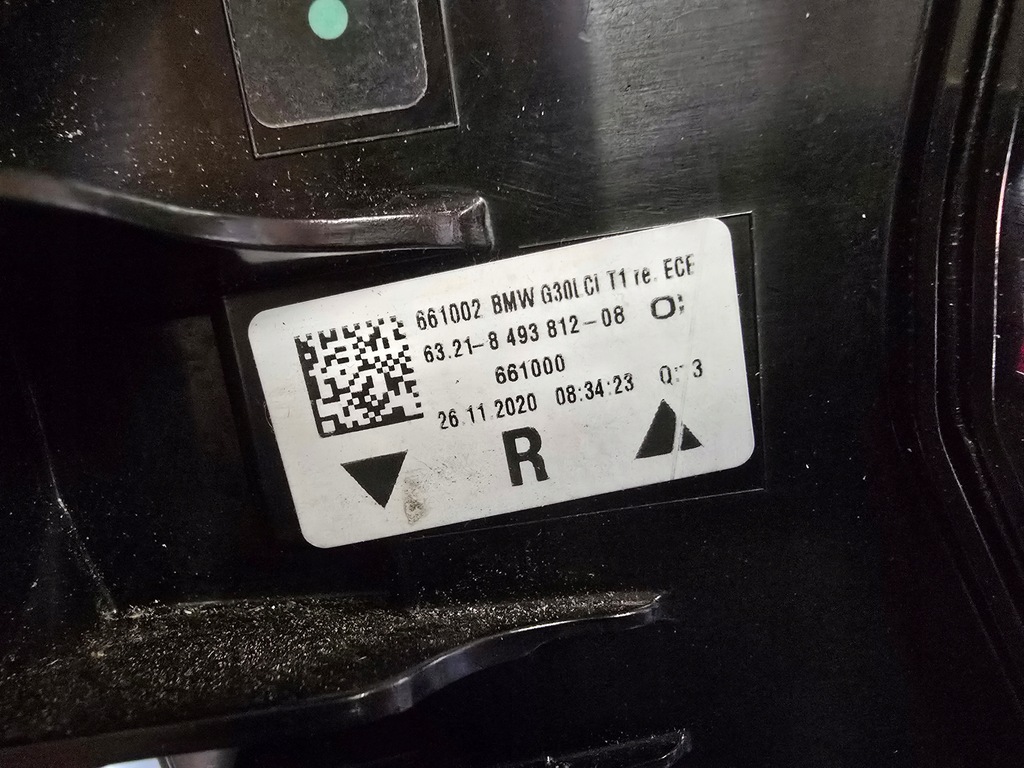 661002 BMW G30LCI T1 re. ECE
63.21-8 493 812-08
661000
26.11.2020 08:34:23
R